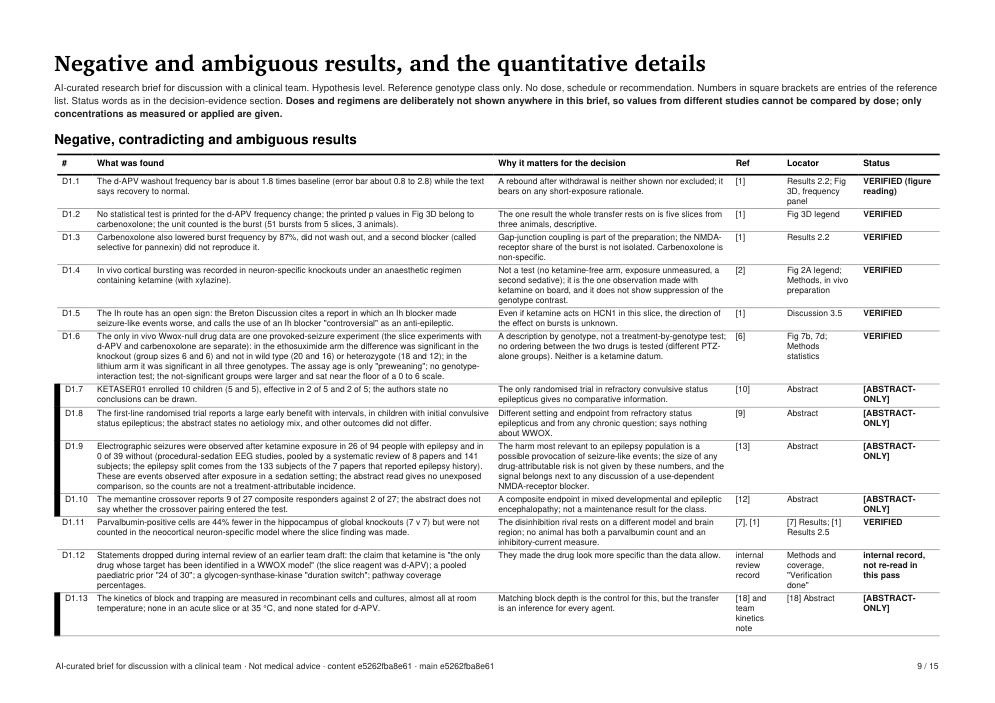 Negative and ambiguous results, and the quantitative details
AI-curated research brief for discussion with a clinical team. Hypothesis level. Reference genotype class only. No dose, schedule or recommendation. Numbers in square brackets are entries of the reference
list. Status words as in the decision-evidence section. Doses and regimens are deliberately not shown anywhere in this brief, so values from different studies cannot be compared by dose; only
concentrations as measured or applied are given.
Negative, contradicting and ambiguous results
# What was found Why it matters for the decision Ref Locator Status
D1.1 The d-APV washout frequency bar is about 1.8 times baseline (error bar about 0.8 to 2.8) while the text A rebound after withdrawal is neither shown nor excluded; it [1] Results 2.2; Fig VERIFIED (figure
says recovery to normal. bears on any short-exposure rationale. 3D, frequency reading)
panel
D1.2 No statistical test is printed for the d-APV frequency change; the printed p values in Fig 3D belong to The one result the whole transfer rests on is five slices from [1] Fig 3D legend VERIFIED
carbenoxolone; the unit counted is the burst (51 bursts from 5 slices, 3 animals). three animals, descriptive.
D1.3 Carbenoxolone also lowered burst frequency by 87%, did not wash out, and a second blocker (called Gap-junction coupling is part of the preparation; the NMDA- [1] Results 2.2 VERIFIED
selective for pannexin) did not reproduce it. receptor share of the burst is not isolated. Carbenoxolone is
non-specific.
D1.4 In vivo cortical bursting was recorded in neuron-specific knockouts under an anaesthetic regimen Not a test (no ketamine-free arm, exposure unmeasured, a [2] Fig 2A legend; VERIFIED
containing ketamine (with xylazine). second sedative); it is the one observation made with Methods, in vivo
ketamine on board, and it does not show suppression of the preparation
genotype contrast.
D1.5 The Ih route has an open sign: the Breton Discussion cites a report in which an Ih blocker made Even if ketamine acts on HCN1 in this slice, the direction of [1] Discussion 3.5 VERIFIED
seizure-like events worse, and calls the use of an Ih blocker "controversial" as an anti-epileptic. the effect on bursts is unknown.
D1.6 The only in vivo Wwox-null drug data are one provoked-seizure experiment (the slice experiments with A description by genotype, not a treatment-by-genotype test; [6] Fig 7b, 7d; VERIFIED
d-APV and carbenoxolone are separate): in the ethosuximide arm the difference was significant in the no ordering between the two drugs is tested (different PTZ- Methods
knockout (group sizes 6 and 6) and not in wild type (20 and 16) or heterozygote (18 and 12); in the alone groups). Neither is a ketamine datum. statistics
lithium arm it was significant in all three genotypes. The assay age is only "preweaning"; no genotype-
interaction test; the not-significant groups were larger and sat near the floor of a 0 to 6 scale.
D1.7 KETASER01 enrolled 10 children (5 and 5), effective in 2 of 5 and 2 of 5; the authors state no The only randomised trial in refractory convulsive status [10] Abstract [ABSTRACT-
conclusions can be drawn. epilepticus gives no comparative information. ONLY]
D1.8 The first-line randomised trial reports a large early benefit with intervals, in children with initial convulsive Different setting and endpoint from refractory status [9] Abstract [ABSTRACT-
status epilepticus; the abstract states no aetiology mix, and other outcomes did not differ. epilepticus and from any chronic question; says nothing ONLY]
about WWOX.
D1.9 Electrographic seizures were observed after ketamine exposure in 26 of 94 people with epilepsy and in The harm most relevant to an epilepsy population is a [13] Abstract [ABSTRACT-
0 of 39 without (procedural-sedation EEG studies, pooled by a systematic review of 8 papers and 141 possible provocation of seizure-like events; the size of any ONLY]
subjects; the epilepsy split comes from the 133 subjects of the 7 papers that reported epilepsy history). drug-attributable risk is not given by these numbers, and the
These are events observed after exposure in a sedation setting; the abstract read gives no unexposed signal belongs next to any discussion of a use-dependent
comparison, so the counts are not a treatment-attributable incidence. NMDA-receptor blocker.
D1.10 The memantine crossover reports 9 of 27 composite responders against 2 of 27; the abstract does not A composite endpoint in mixed developmental and epileptic [12] Abstract [ABSTRACT-
say whether the crossover pairing entered the test. encephalopathy; not a maintenance result for the class. ONLY]
D1.11 Parvalbumin-positive cells are 44% fewer in the hippocampus of global knockouts (7 v 7) but were not The disinhibition rival rests on a different model and brain [7], [1] [7] Results; [1] VERIFIED
counted in the neocortical neuron-specific model where the slice finding was made. region; no animal has both a parvalbumin count and an Results 2.5
inhibitory-current measure.
D1.12 Statements dropped during internal review of an earlier team draft: the claim that ketamine is "the only They made the drug look more specific than the data allow. internal Methods and internal record,
drug whose target has been identified in a WWOX model" (the slice reagent was d-APV); a pooled review coverage, not re-read in
paediatric prior "24 of 30"; a glycogen-synthase-kinase "duration switch"; pathway coverage record "Verification this pass
percentages. done"
D1.13 The kinetics of block and trapping are measured in recombinant cells and cultures, almost all at room Matching block depth is the control for this, but the transfer [18] and [18] Abstract [ABSTRACT-
temperature; none in an acute slice or at 35 °C, and none stated for d-APV. is an inference for every agent. team ONLY]
kinetics
note
AI-curated brief for discussion with a clinical team · Not medical advice · content e5262fba8e61 · main e5262fba8e61 9 / 15